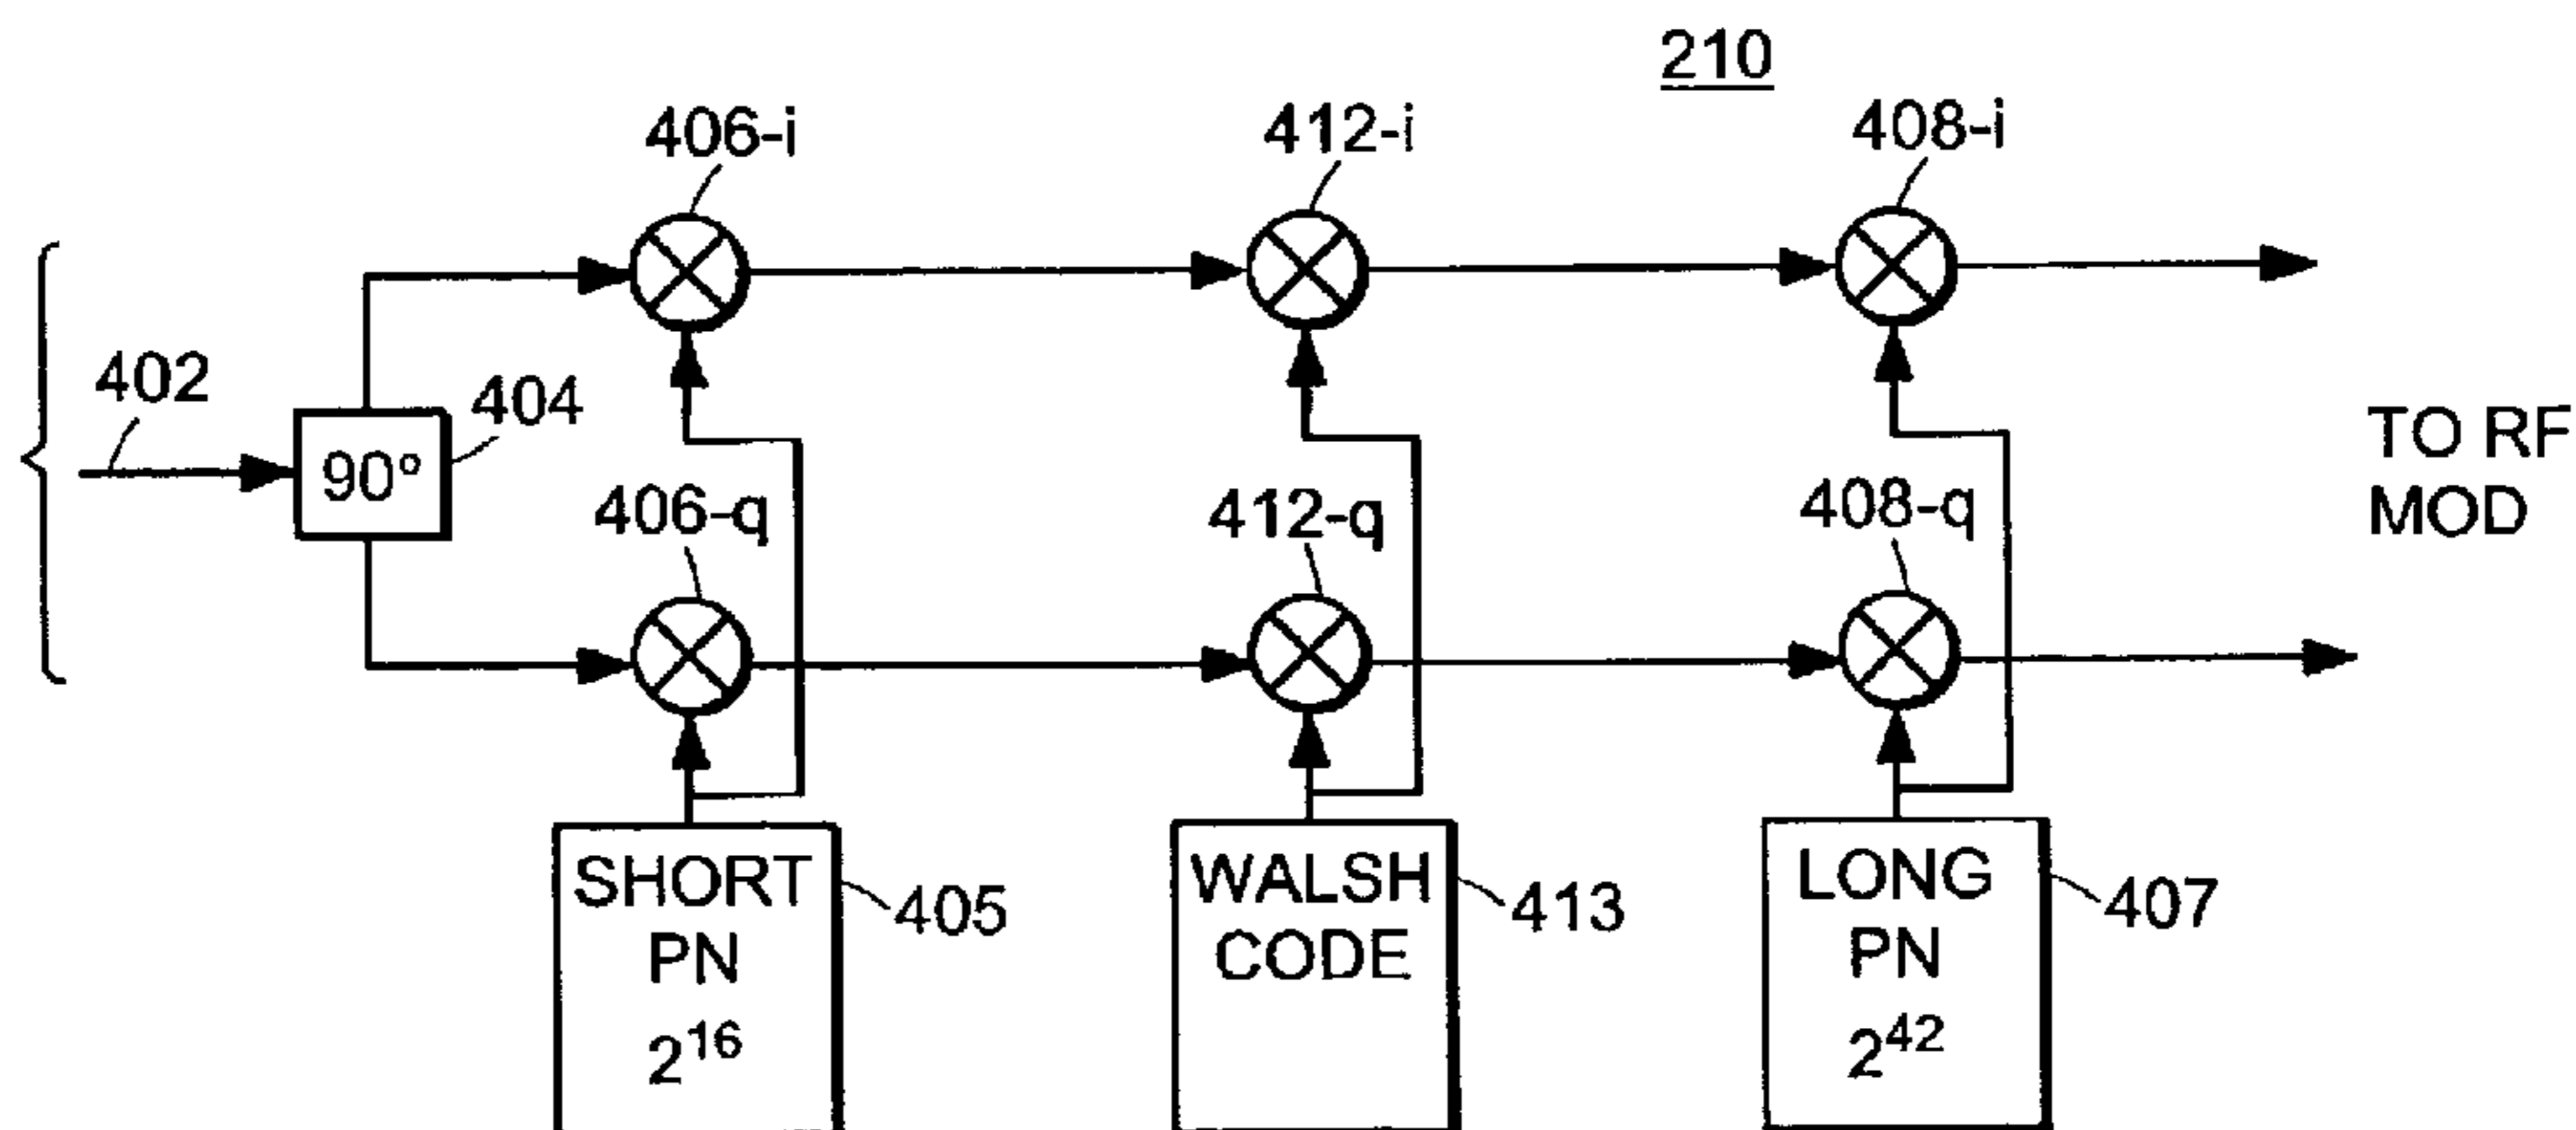 210
406-i
412-i
408-i
402
404
90°
406-q
412-q
408-q
TO RF
MOD
SHORT
PN
2^16
405
WALSH
CODE
413
LONG
PN
2^42
407